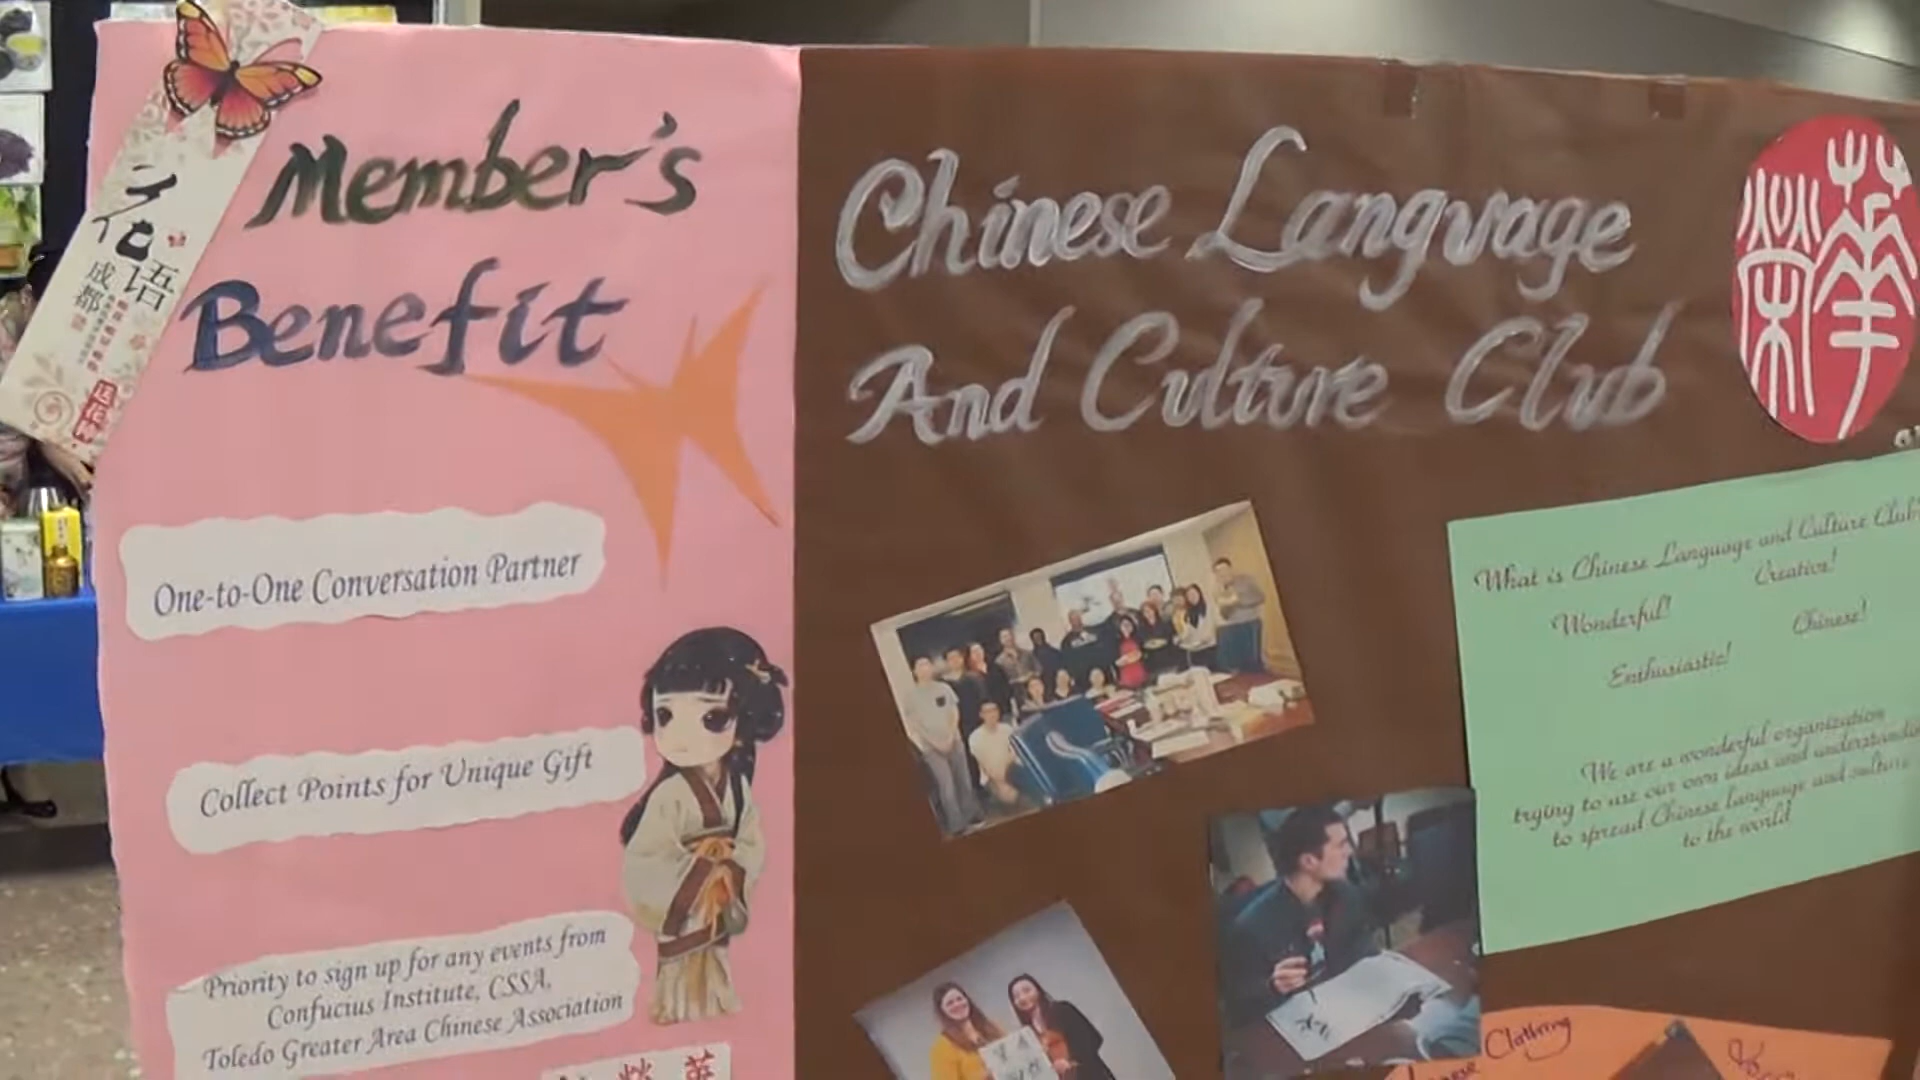 花
语
成都
Member's
Benefit
One-to-One Conversation Partner
Collect Points for Unique Gift
Priority to sign up for any events from
Confucius Institute, CSSA,
Toledo Greater Area Chinese Association
Chinese Language
And Culture Club
What is Chinese Language and Culture Club
Creative!
Wonderful!
Chinese!
Enthusiastic!
We are a wonderful organization
trying to use our own ideas and understanding
to spread Chinese language and culture
to the world
Clothing